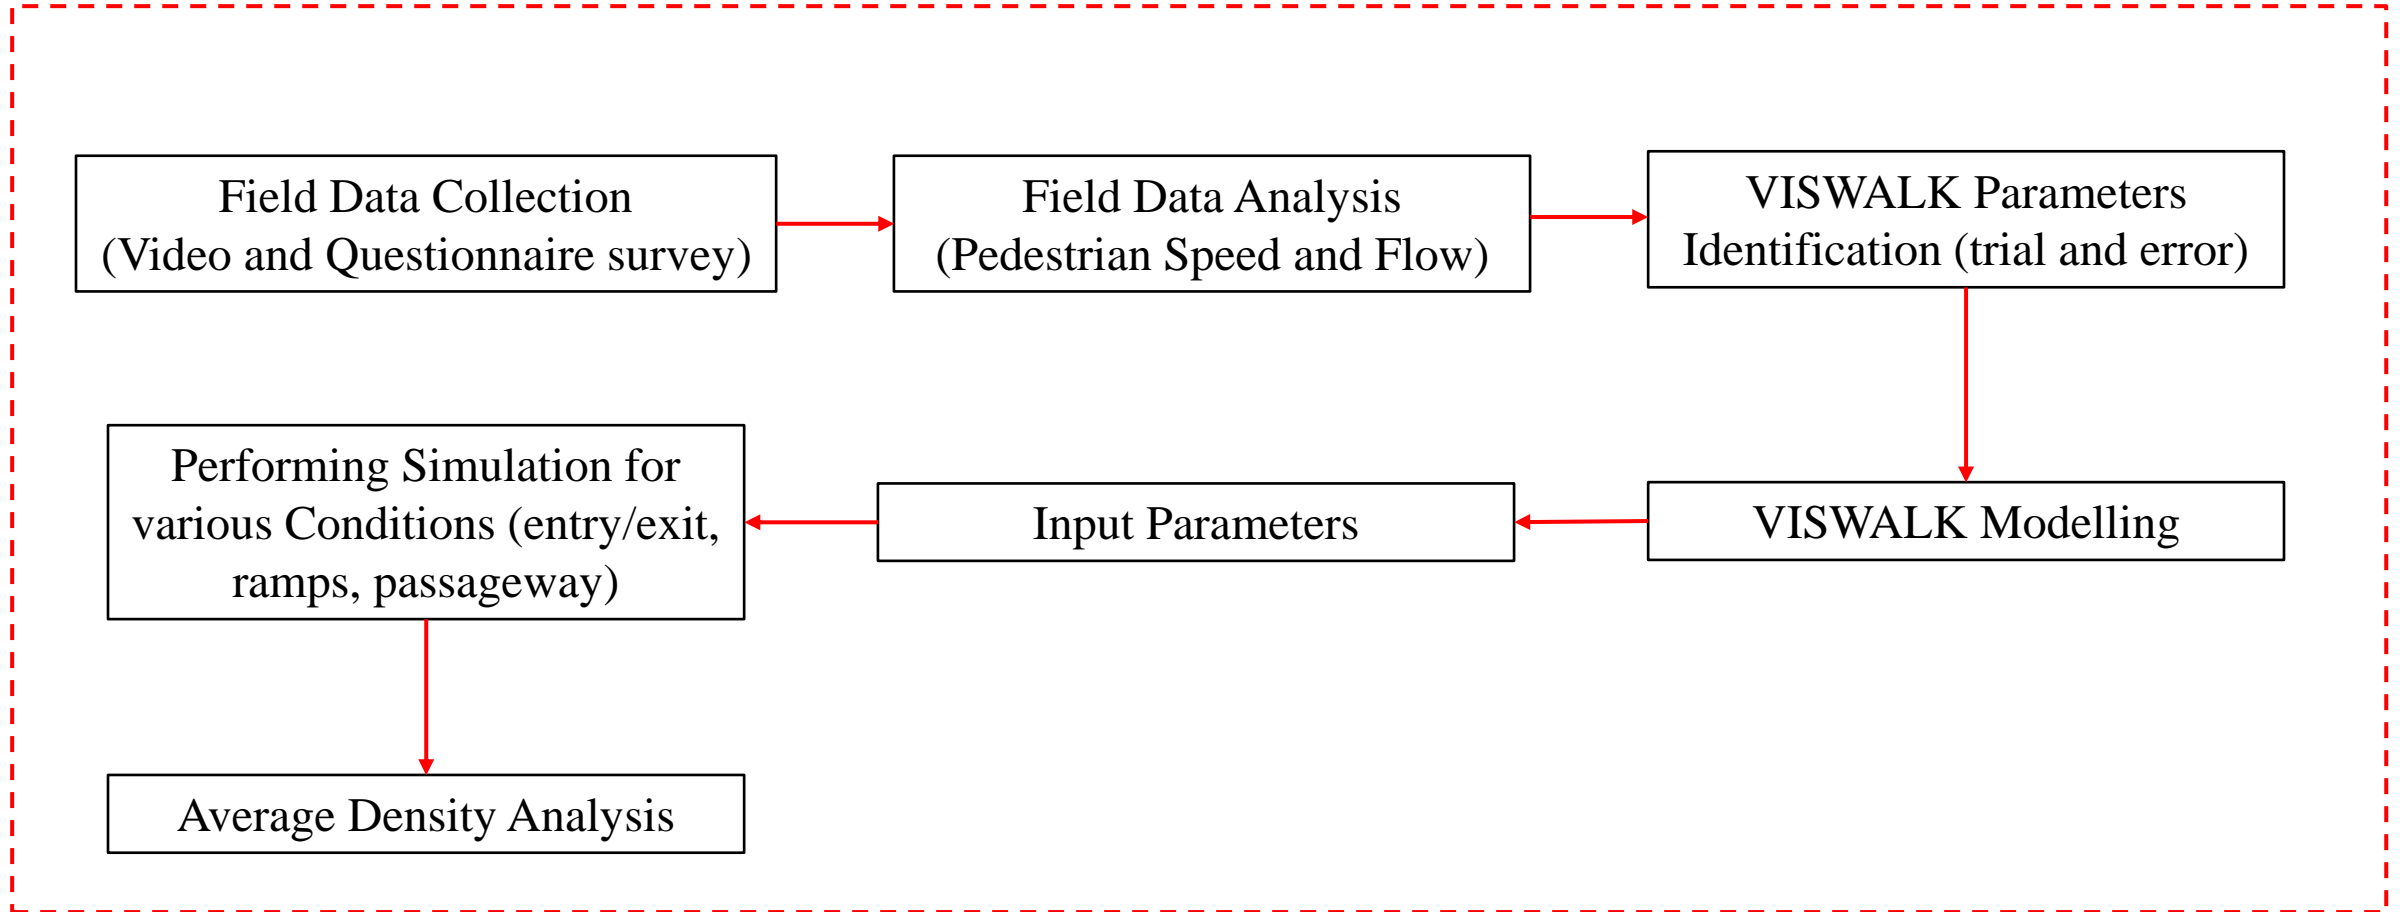 Field Data Collection
(Video and Questionnaire survey)
Field Data Analysis
(Pedestrian Speed and Flow)
VISWALK Parameters
Identification (trial and error)
VISWALK Modelling
Input Parameters
Performing Simulation for
various Conditions (entry/exit,
ramps, passageway)
Average Density Analysis